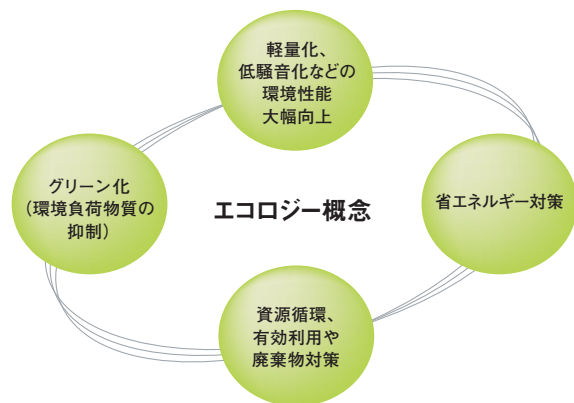 軽量化、
低騒音化などの
環境性能
大幅向上
グリーン化
（環境負荷物質の
抑制）
エコロジー概念
省エネルギー対策
資源循環、
有効利用や
廃棄物対策